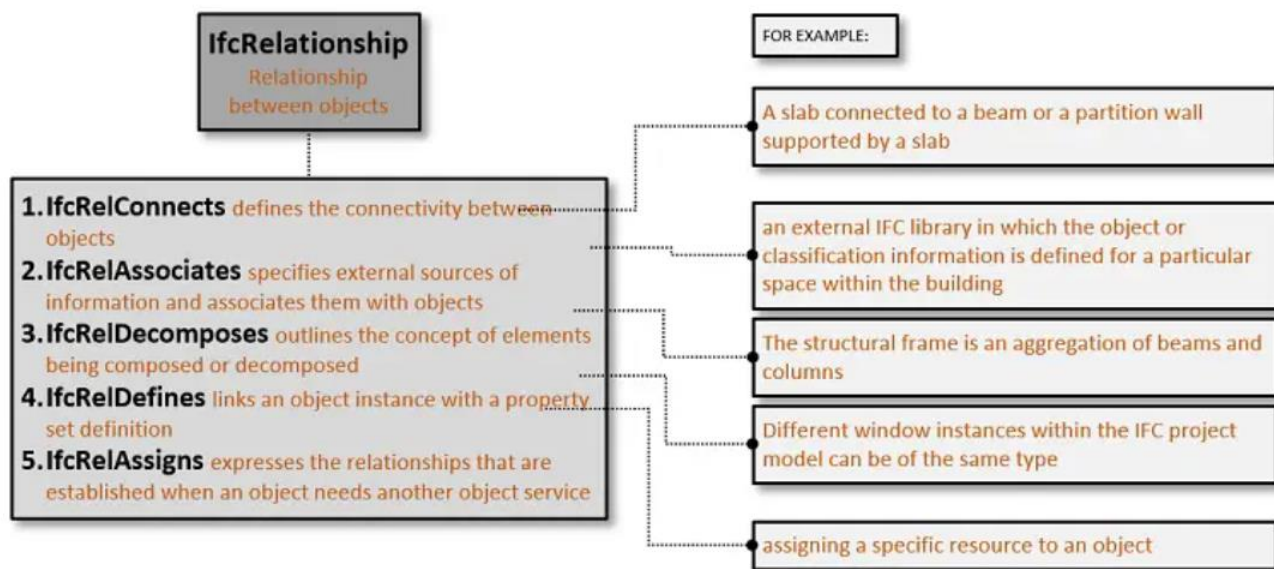 IfcRelationship
Relationship
between objects
1.IfcRelConnects defines the connectivity between
objects
2.IfcRelAssociates specifies external sources of
information and associates them with objects
3.IfcRelDecomposes outlines the concept of elements
being composed or decomposed
4.IfcRelDefines links an object instance with a property
set definition
5.IfcRelAssigns expresses the relationships that are
established when an object needs another object service
FOR EXAMPLE:
A slab connected to a beam or a partition wall
supported by a slab
an external IFC library in which the object or
classification information is defined for a particular
space within the building
The structural frame is an aggregation of beams and
columns
Different window instances within the IFC project
model can be of the same type
assigning a specific resource to an object